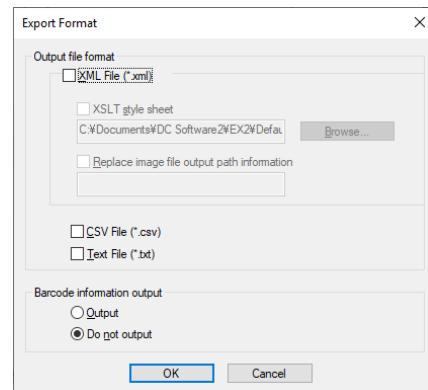 Export Format
Output file format
XML File (*.xml)
XSLT style sheet
C:¥Documents¥DC Software2¥EX2¥Defau
Browse...
Replace image file output path information
CSV File (*.csv)
Text File (*.txt)
Barcode information output
Output
Do not output
OK Cancel